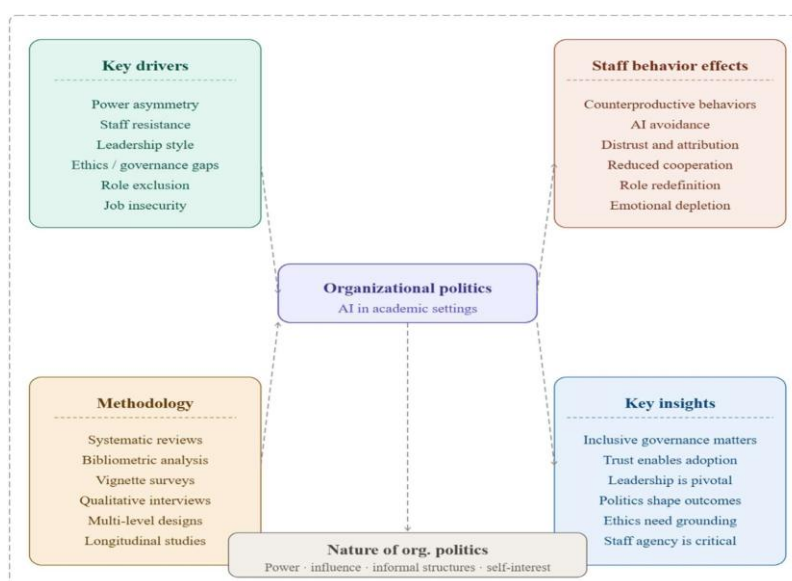 Key drivers
Power asymmetry
Staff resistance
Leadership style
Ethics / governance gaps
Role exclusion
Job insecurity
Staff behavior effects
Counterproductive behaviors
AI avoidance
Distrust and attribution
Reduced cooperation
Role redefinition
Emotional depletion
Organizational politics
AI in academic settings
Methodology
Systematic reviews
Bibliometric analysis
Vignette surveys
Qualitative interviews
Multi-level designs
Longitudinal studies
Key insights
Inclusive governance matters
Trust enables adoption
Leadership is pivotal
Politics shape outcomes
Ethics need grounding
Staff agency is critical
Nature of org. politics
Power · influence · informal structures · self-interest